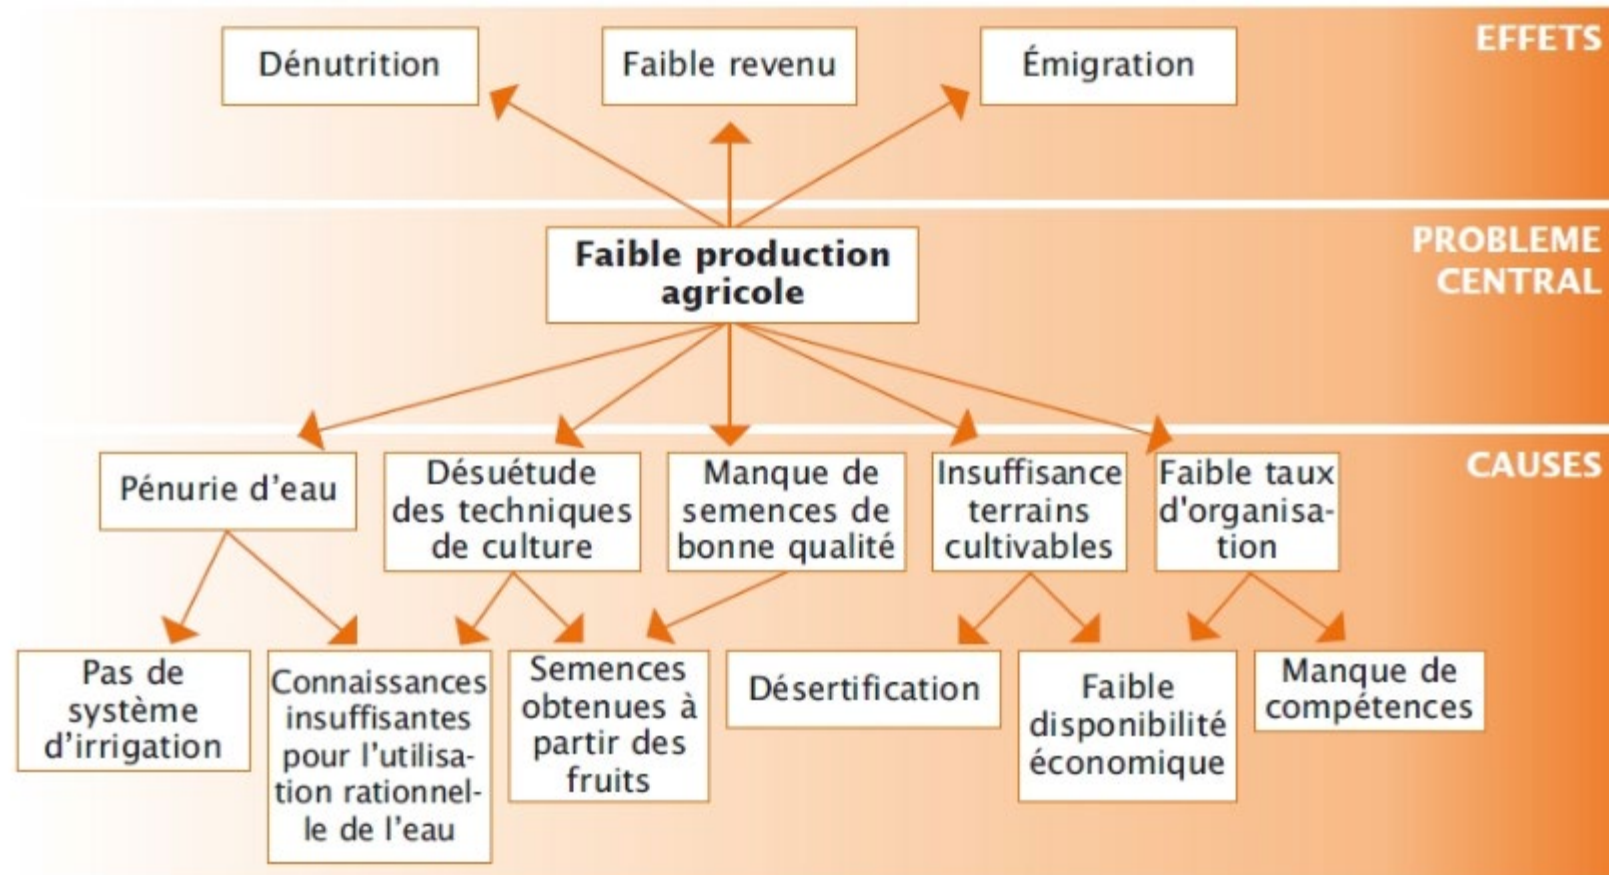 EFFETS
Dénutrition
Faible revenu
Émigration
PROBLEME
CENTRAL
Faible production
agricole
CAUSES
Pénurie d'eau
Désuétude
des techniques
de culture
Manque de
semences de
bonne qualité
Insuffisance
terrains
cultivables
Faible taux
d'organisa-
tion
Pas de
système
d'irrigation
Connaissances
insuffisantes
pour l'utilisa-
tion rationnel-
le de l'eau
Semences
obtenues à
partir des
fruits
Désertification
Faible
disponibilité
économique
Manque de
compétences